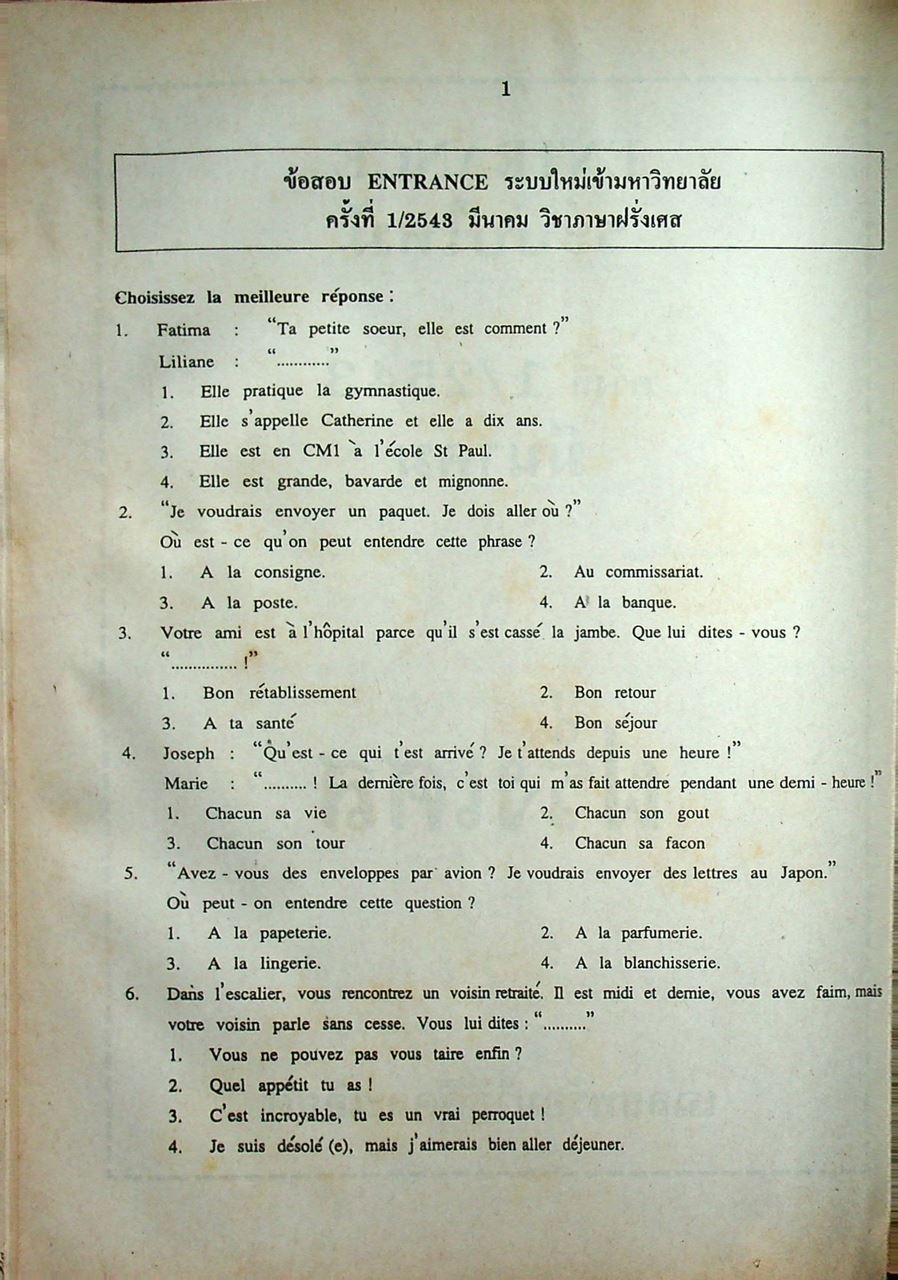 1
ข้อสอบ ENTRANCE ระบบใหม่เข้ามหาวิทยาลัย
ครั้งที่ 1/2543 มีนาคม วิชาภาษาฝรั่งเศส
Choisissez la meilleure réponse :
1. Fatima : “Ta petite soeur, elle est comment ?”
Liliane : “............”
1. Elle pratique la gymnastique.
2. Elle s'appelle Catherine et elle a dix ans.
3. Elle est en CM1 à l'école St Paul.
4. Elle est grande, bavarde et mignonne.
2. “Je voudrais envoyer un paquet. Je dois aller où ?”
Où est - ce qu'on peut entendre cette phrase ?
1. A la consigne. 2. Au commissariat.
3. A la poste. 4. A la banque.
3. Votre ami est à l'hôpital parce qu'il s'est cassé la jambe. Que lui dites - vous ?
“............... !”
1. Bon rétablissement 2. Bon retour
3. A ta santé 4. Bon séjour
4. Joseph : “Qu'est - ce qui t'est arrivé ? Je t'attends depuis une heure !”
Marie : “.......... ! La dernière fois, c'est toi qui m'as fait attendre pendant une demi - heure !”
1. Chacun sa vie 2. Chacun son gout
3. Chacun son tour 4. Chacun sa facon
5. “Avez - vous des enveloppes par avion ? Je voudrais envoyer des lettres au Japon.”
Où peut - on entendre cette question ?
1. A la papeterie. 2. A la parfumerie.
3. A la lingerie. 4. A la blanchisserie.
6. Dans l'escalier, vous rencontrez un voisin retraité. Il est midi et demie, vous avez faim, mais
votre voisin parle sans cesse. Vous lui dites : “..........”
1. Vous ne pouvez pas vous taire enfin ?
2. Quel appétit tu as !
3. C'est incroyable, tu es un vrai perroquet !
4. Je suis désolé (e), mais j'aimerais bien aller déjeuner.